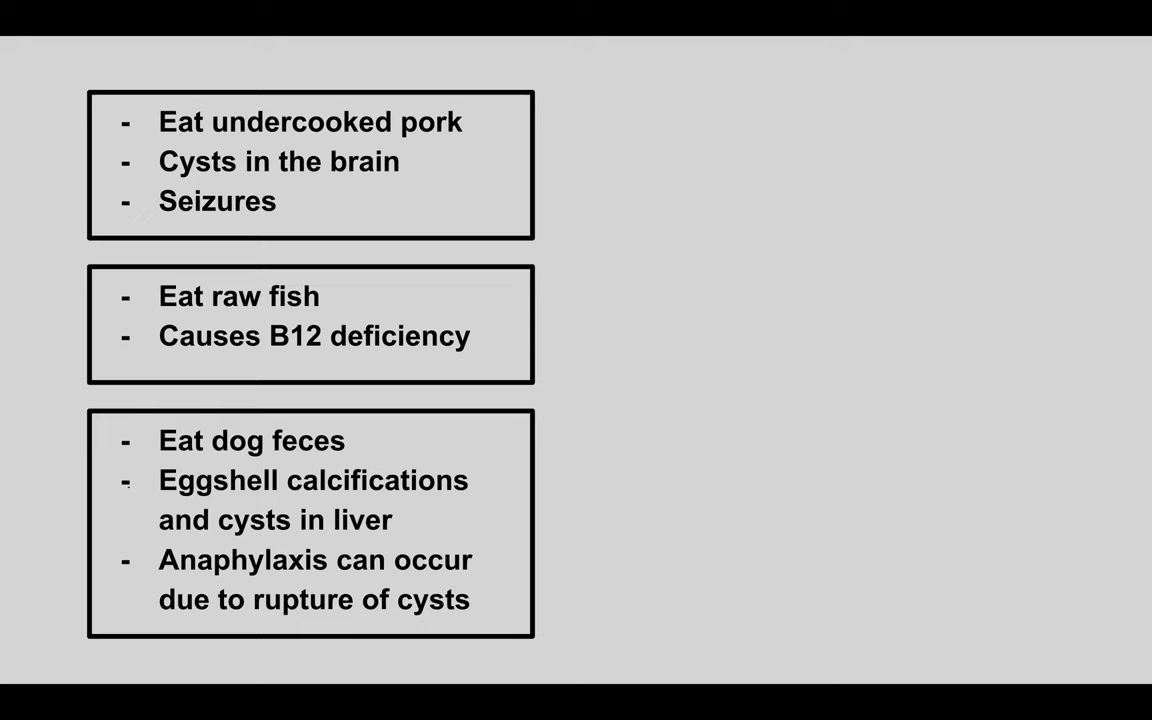 - Eat undercooked pork
- Cysts in the brain
- Seizures
- Eat raw fish
- Causes B12 deficiency
- Eat dog feces
- Eggshell calcifications
and cysts in liver
- Anaphylaxis can occur
due to rupture of cysts